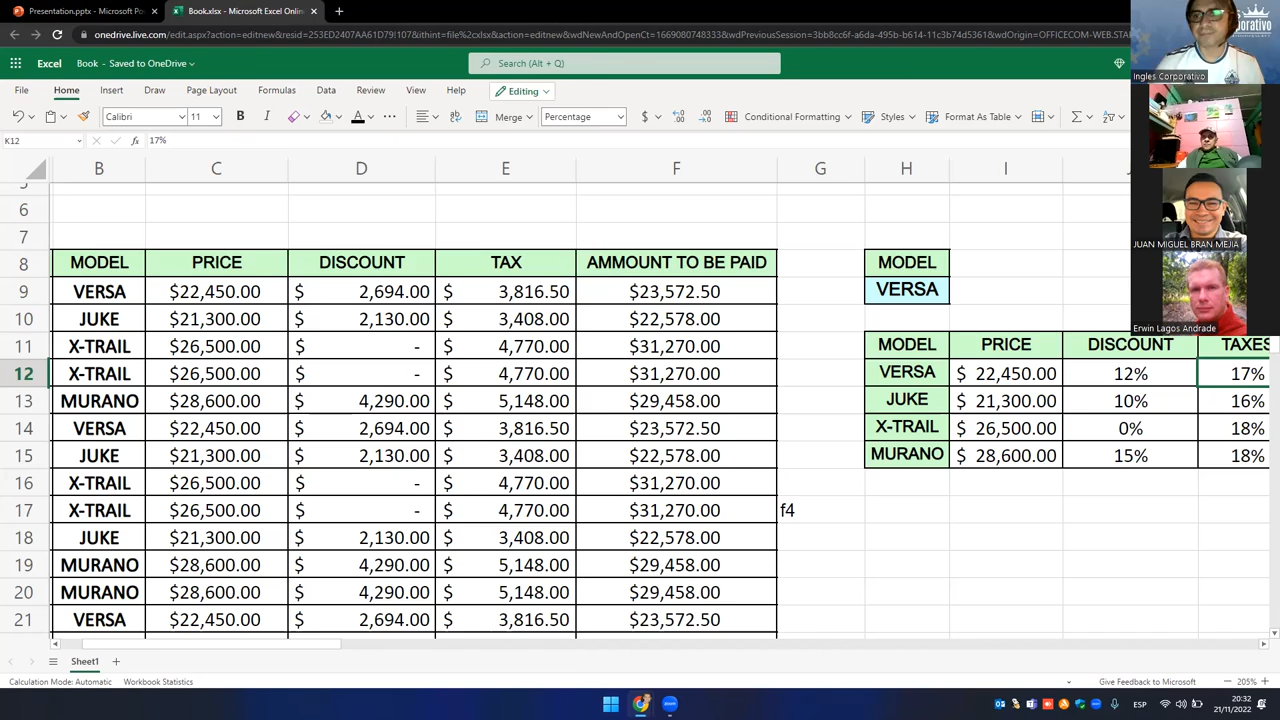 Presentation.pptx - Microsoft Po
Book.xlsx - Microsoft Excel Onlin
onedrive.live.com/edit.aspx?action=editnew&resid=253ED2407AA61D79!107&ithint=file%2cxlsx&action=editnew&wdNewAndOpenCt=1669080748333&wdPreviousSession=3bb8cc6f-a6da-495b-b614-11c3b74d5361&wdOrigin=OFFICECOM-WEB.STA
Excel Book - Saved to OneDrive Search (Alt + Q)
File Home Insert Draw Page Layout Formulas Data Review View Help Editing
Calibri 11 B I A Merge Percentage $ Conditional Formatting Styles Format As Table
K12 fx 17%
B C D E F G H I J
5
6
7
8 MODEL PRICE DISCOUNT TAX AMMOUNT TO BE PAID MODEL
9 VERSA $22,450.00 $ 2,694.00 $ 3,816.50 $23,572.50 VERSA
10 JUKE $21,300.00 $ 2,130.00 $ 3,408.00 $22,578.00
11 X-TRAIL $26,500.00 $ - $ 4,770.00 $31,270.00 MODEL PRICE DISCOUNT TAXES
12 X-TRAIL $26,500.00 $ - $ 4,770.00 $31,270.00 VERSA $ 22,450.00 12% 17%
13 MURANO $28,600.00 $ 4,290.00 $ 5,148.00 $29,458.00 JUKE $ 21,300.00 10% 16%
14 VERSA $22,450.00 $ 2,694.00 $ 3,816.50 $23,572.50 X-TRAIL $ 26,500.00 0% 18%
15 JUKE $21,300.00 $ 2,130.00 $ 3,408.00 $22,578.00 MURANO $ 28,600.00 15% 18%
16 X-TRAIL $26,500.00 $ - $ 4,770.00 $31,270.00
17 X-TRAIL $26,500.00 $ - $ 4,770.00 $31,270.00 f4
18 JUKE $21,300.00 $ 2,130.00 $ 3,408.00 $22,578.00
19 MURANO $28,600.00 $ 4,290.00 $ 5,148.00 $29,458.00
20 MURANO $28,600.00 $ 4,290.00 $ 5,148.00 $29,458.00
21 VERSA $22,450.00 $ 2,694.00 $ 3,816.50 $23,572.50
Sheet1
Calculation Mode: Automatic Workbook Statistics Give Feedback to Microsoft 205%
ESP 20:32
21/11/2022
Ingles Corporativo
JUAN MIGUEL BRAN MEJIA
Erwin Lagos Andrade